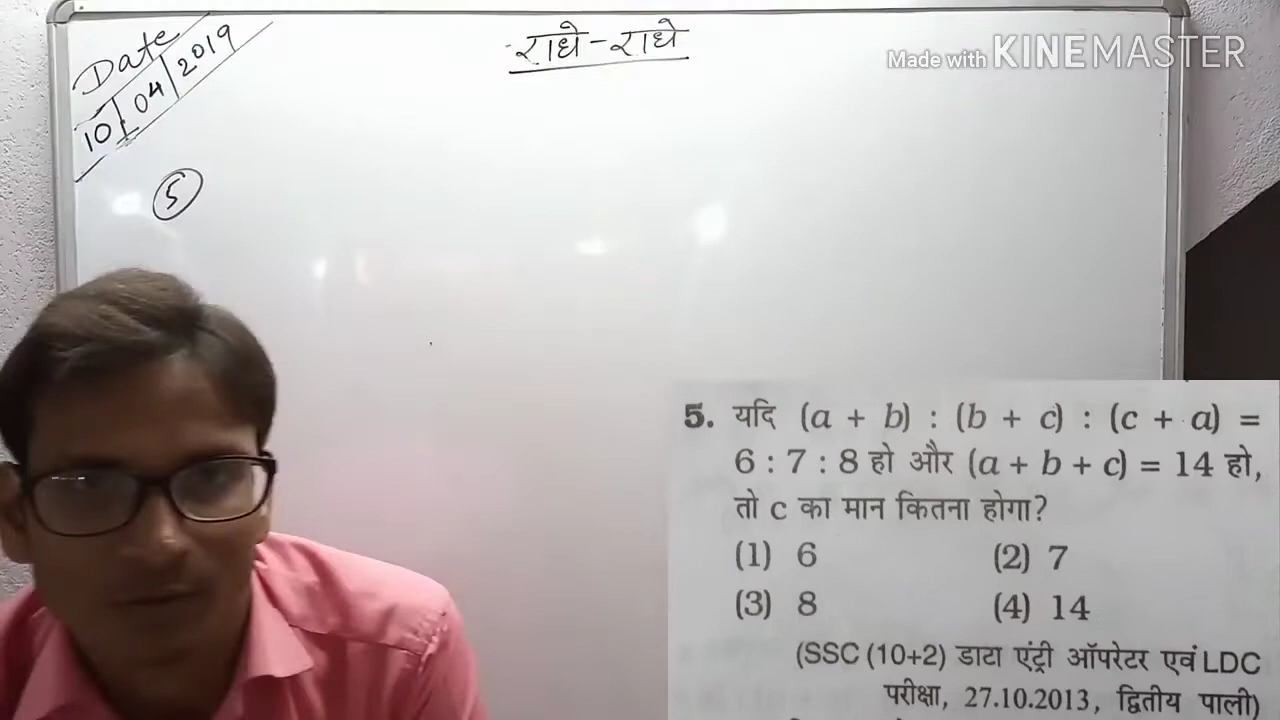 Date
10/04/2019
राधे-राधे
Made with KINEMASTER
5
5. यदि (a + b) : (b + c) : (c + a) =
6 : 7 : 8 हो और (a + b + c) = 14 हो,
तो c का मान कितना होगा?
(1) 6 (2) 7
(3) 8 (4) 14
(SSC (10+2) डाटा एंट्री ऑपरेटर एवं LDC
परीक्षा, 27.10.2013, द्वितीय पाली)